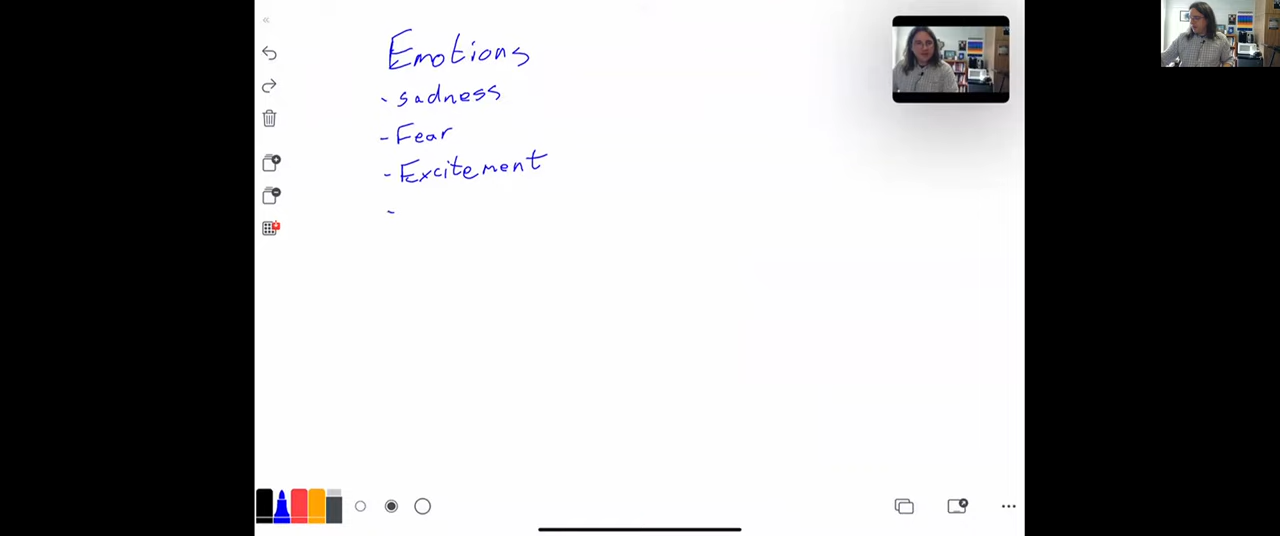 Emotions
- sadness
- Fear
- Excitement
-